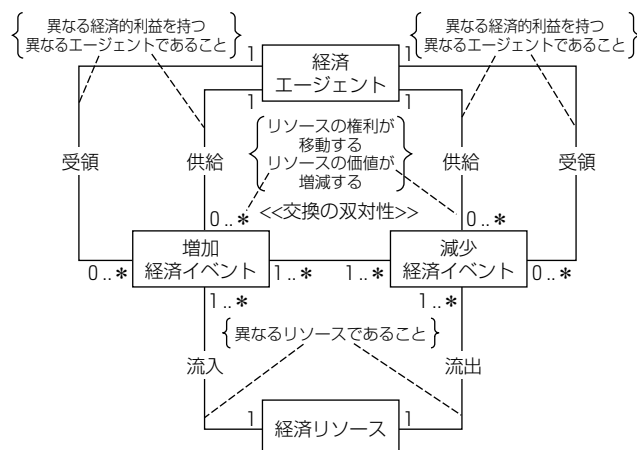 異なる経済的利益を持つ
異なるエージェントであること
異なる経済的利益を持つ
異なるエージェントであること
1
経済
エージェント
1
1
1
リソースの権利が
移動する
リソースの価値が
増減する
受領
供給
供給
受領
0..*
<<交換の双対性>>
0..*
増加
経済イベント
減少
経済イベント
0..*
1..*
1..*
0..*
1..*
1..*
異なるリソースであること
流入
流出
1
経済リソース
1